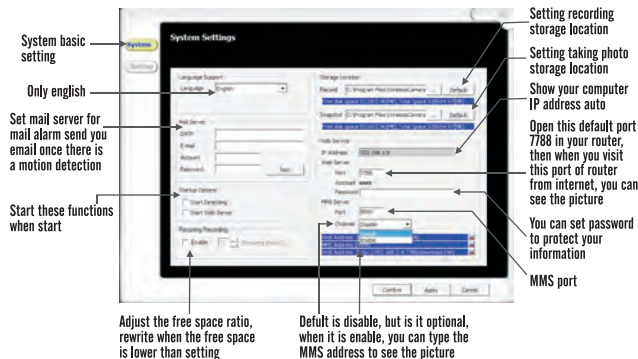 System basic
setting
Only english
Set mail server for
mail alarm send you
email once there is
a motion detection
Start these functions
when start
System
Setting
System Settings
Language Support
Language English
Mail Server
SMTP
E-mail
Account
Password Test
Startup Options
Start Detecting
Start Web Server
Recycling Recording
Enable
Storage Location
Record C:\Program Files\WirelessCamera ... Default
Snapshot C:\Program Files\WirelessCamera ... Default
Web Service
IP Address
Web Server
Port 7788
Account
Password
MMS Server
Port
Channel Disable
Confirm Apply Cancel
Setting recording
storage location
Setting taking photo
storage location
Show your computer
IP address auto
Open this default port
7788 in your router,
then when you visit
this port of router
from internet, you can
see the picture
You can set password
to protect your
information
MMS port
Adjust the free space ratio,
rewrite when the free space
is lower than setting
Defult is disable, but is it optional,
when it is enable, you can type the
MMS address to see the picture